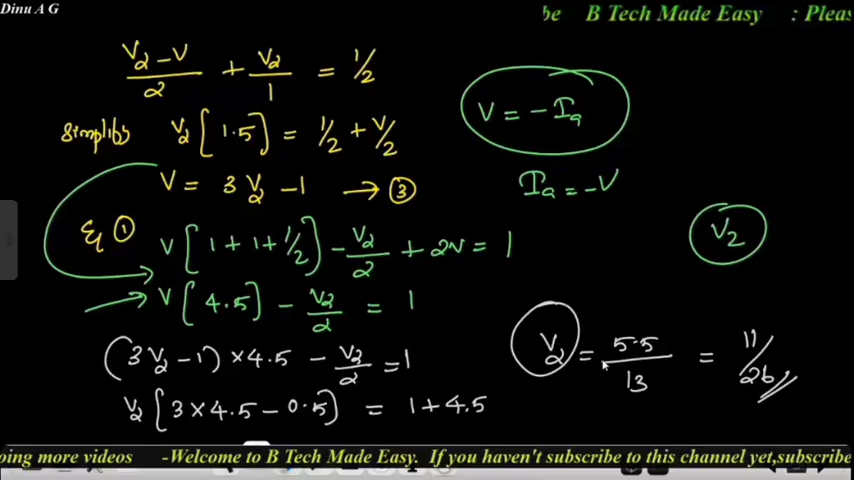 Dinu A G
be B Tech Made Easy : Pleas
V₂ - V / 2 + V₂ / 1 = 1/2
V = - Iₐ
Simplify V₂ [ 1.5 ] = 1/2 + V/2
Iₐ = - V
V = 3 V₂ - 1 → ③
Eq ① V [ 1 + 1 + 1/2 ] - V₂ / 2 + 2V = 1
V₂
→ V [ 4.5 ] - V₂ / 2 = 1
(3V₂ - 1) × 4.5 - V₂ / 2 = 1
V₂ = 5.5 / 13 = 11 / 26
V₂ [ 3 × 4.5 - 0.5 ] = 1 + 4.5
oing more videos -Welcome to B Tech Made Easy. If you haven't subscribe to this channel yet,subscribe